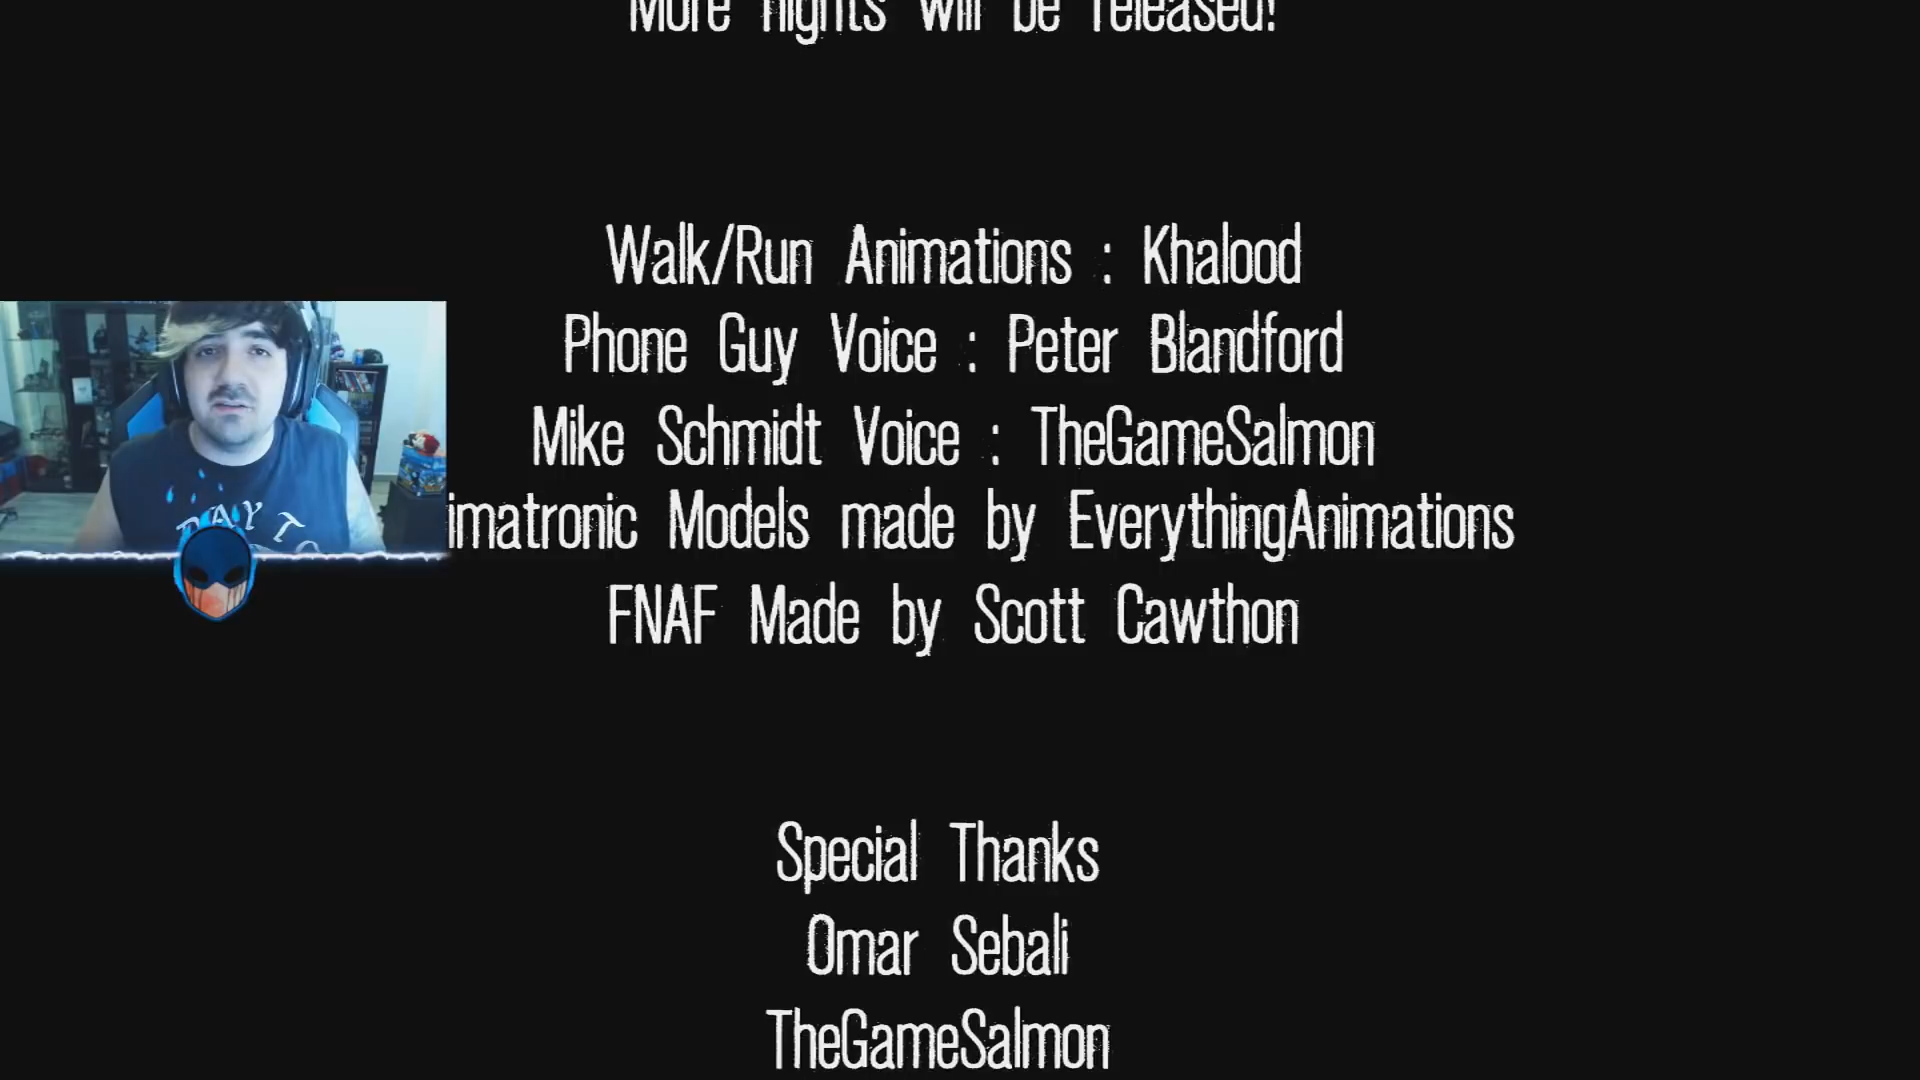 More nights will be released!
Walk/Run Animations : Khalood
Phone Guy Voice : Peter Blandford
Mike Schmidt Voice : TheGameSalmon
imatronic Models made by EverythingAnimations
FNAF Made by Scott Cawthon
Special Thanks
Omar Sebali
TheGameSalmon